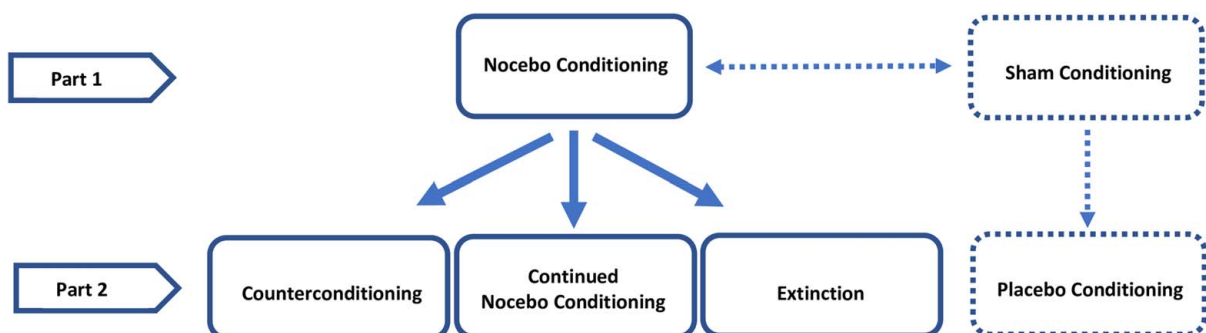 Part 1
Nocebo Conditioning
Sham Conditioning
Part 2
Counterconditioning
Continued
Nocebo Conditioning
Extinction
Placebo Conditioning